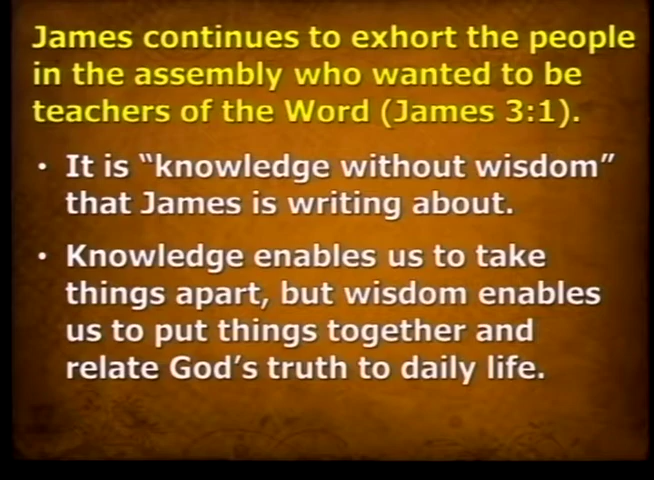 James continues to exhort the people
in the assembly who wanted to be
teachers of the Word (James 3:1).
• It is “knowledge without wisdom”
that James is writing about.
• Knowledge enables us to take
things apart, but wisdom enables
us to put things together and
relate God’s truth to daily life.